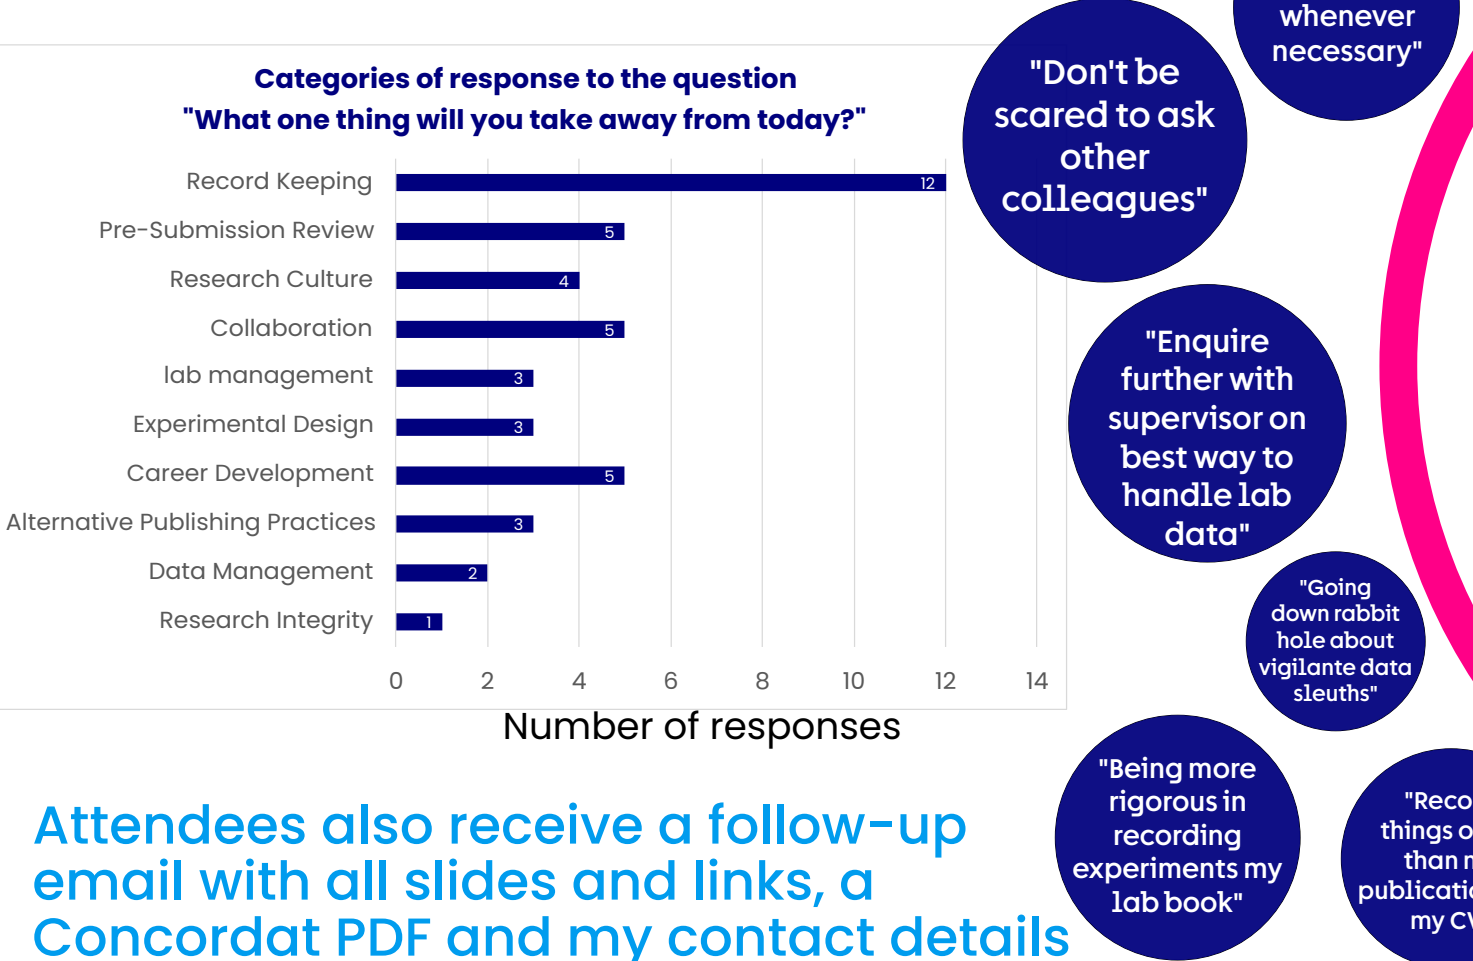 Categories of response to the question
"What one thing will you take away from today?"
Record Keeping 12
Pre-Submission Review 5
Research Culture 4
Collaboration 5
lab management 3
Experimental Design 3
Career Development 5
Alternative Publishing Practices 3
Data Management 2
Research Integrity 1
0 2 4 6 8 10 12 14
Number of responses
Attendees also receive a follow-up
email with all slides and links, a
Concordat PDF and my contact details
whenever
necessary"
"Don't be
scared to ask
other
colleagues"
"Enquire
further with
supervisor on
best way to
handle lab
data"
"Going
down rabbit
hole about
vigilante data
sleuths"
"Being more
rigorous in
recording
experiments my
lab book"
things
than
my